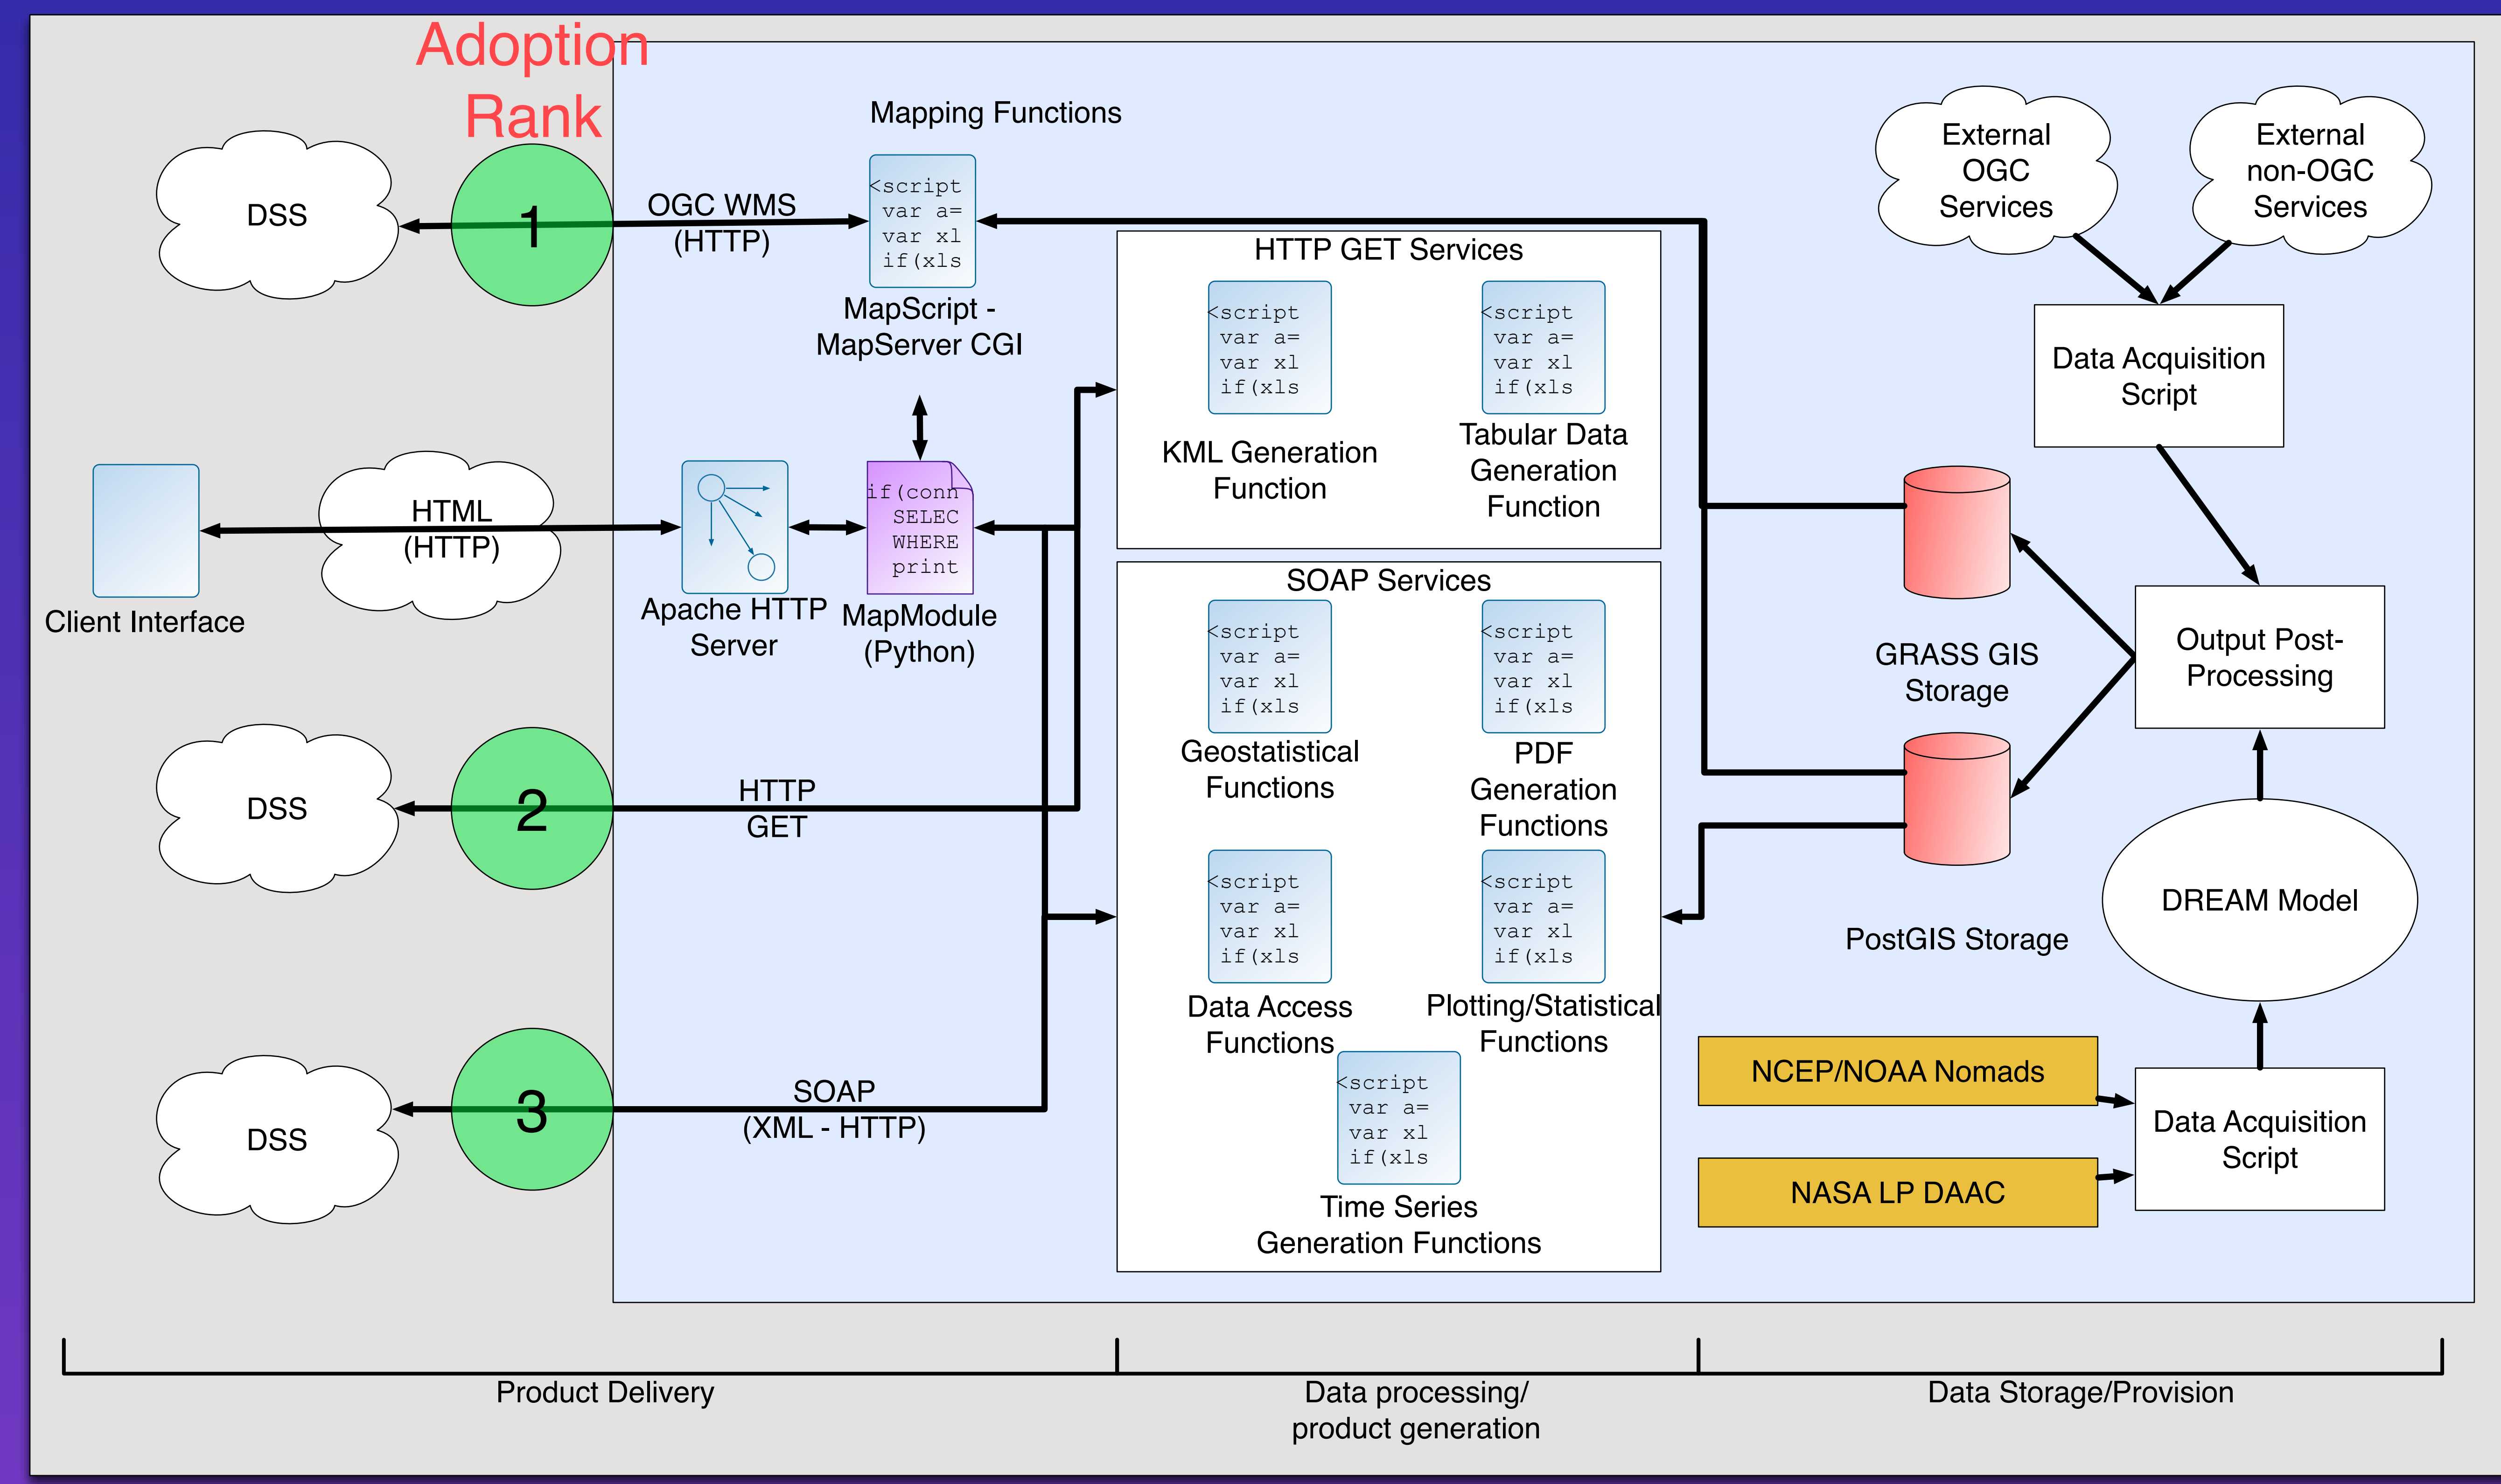 Adoption
Rank
DSS
1
OGC WMS
(HTTP)
Mapping Functions
<script
var a=
var xl
if(xls
MapScript -
MapServer CGI
Client Interface
HTML
(HTTP)
Apache HTTP
Server
if(conn
SELEC
WHERE
print
MapModule
(Python)
DSS
2
HTTP
GET
DSS
3
SOAP
(XML - HTTP)
HTTP GET Services
<script
var a=
var xl
if(xls
KML Generation
Function
<script
var a=
var xl
if(xls
Tabular Data
Generation
Function
SOAP Services
<script
var a=
var xl
if(xls
Geostatistical
Functions
<script
var a=
var xl
if(xls
PDF
Generation
Functions
<script
var a=
var xl
if(xls
Data Access
Functions
<script
var a=
var xl
if(xls
Plotting/Statistical
Functions
<script
var a=
var xl
if(xls
Time Series
Generation Functions
External
OGC
Services
External
non-OGC
Services
Data Acquisition
Script
GRASS GIS
Storage
Output Post-
Processing
PostGIS Storage
DREAM Model
NCEP/NOAA Nomads
NASA LP DAAC
Data Acquisition
Script
Product Delivery
Data processing/
product generation
Data Storage/Provision